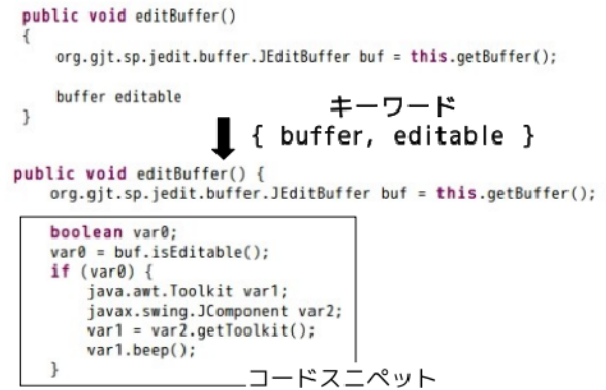 public void editBuffer()
{
    org.gjt.sp.jedit.buffer.JEditBuffer buf = this.getBuffer();
    buffer editable
}
キーワード
{ buffer, editable }
public void editBuffer() {
    org.gjt.sp.jedit.buffer.JEditBuffer buf = this.getBuffer();
    boolean var0;
    var0 = buf.isEditable();
    if (var0) {
        java.awt.Toolkit var1;
        javax.swing.JComponent var2;
        var1 = var2.getToolkit();
        var1.beep();
    }
コードスニペット